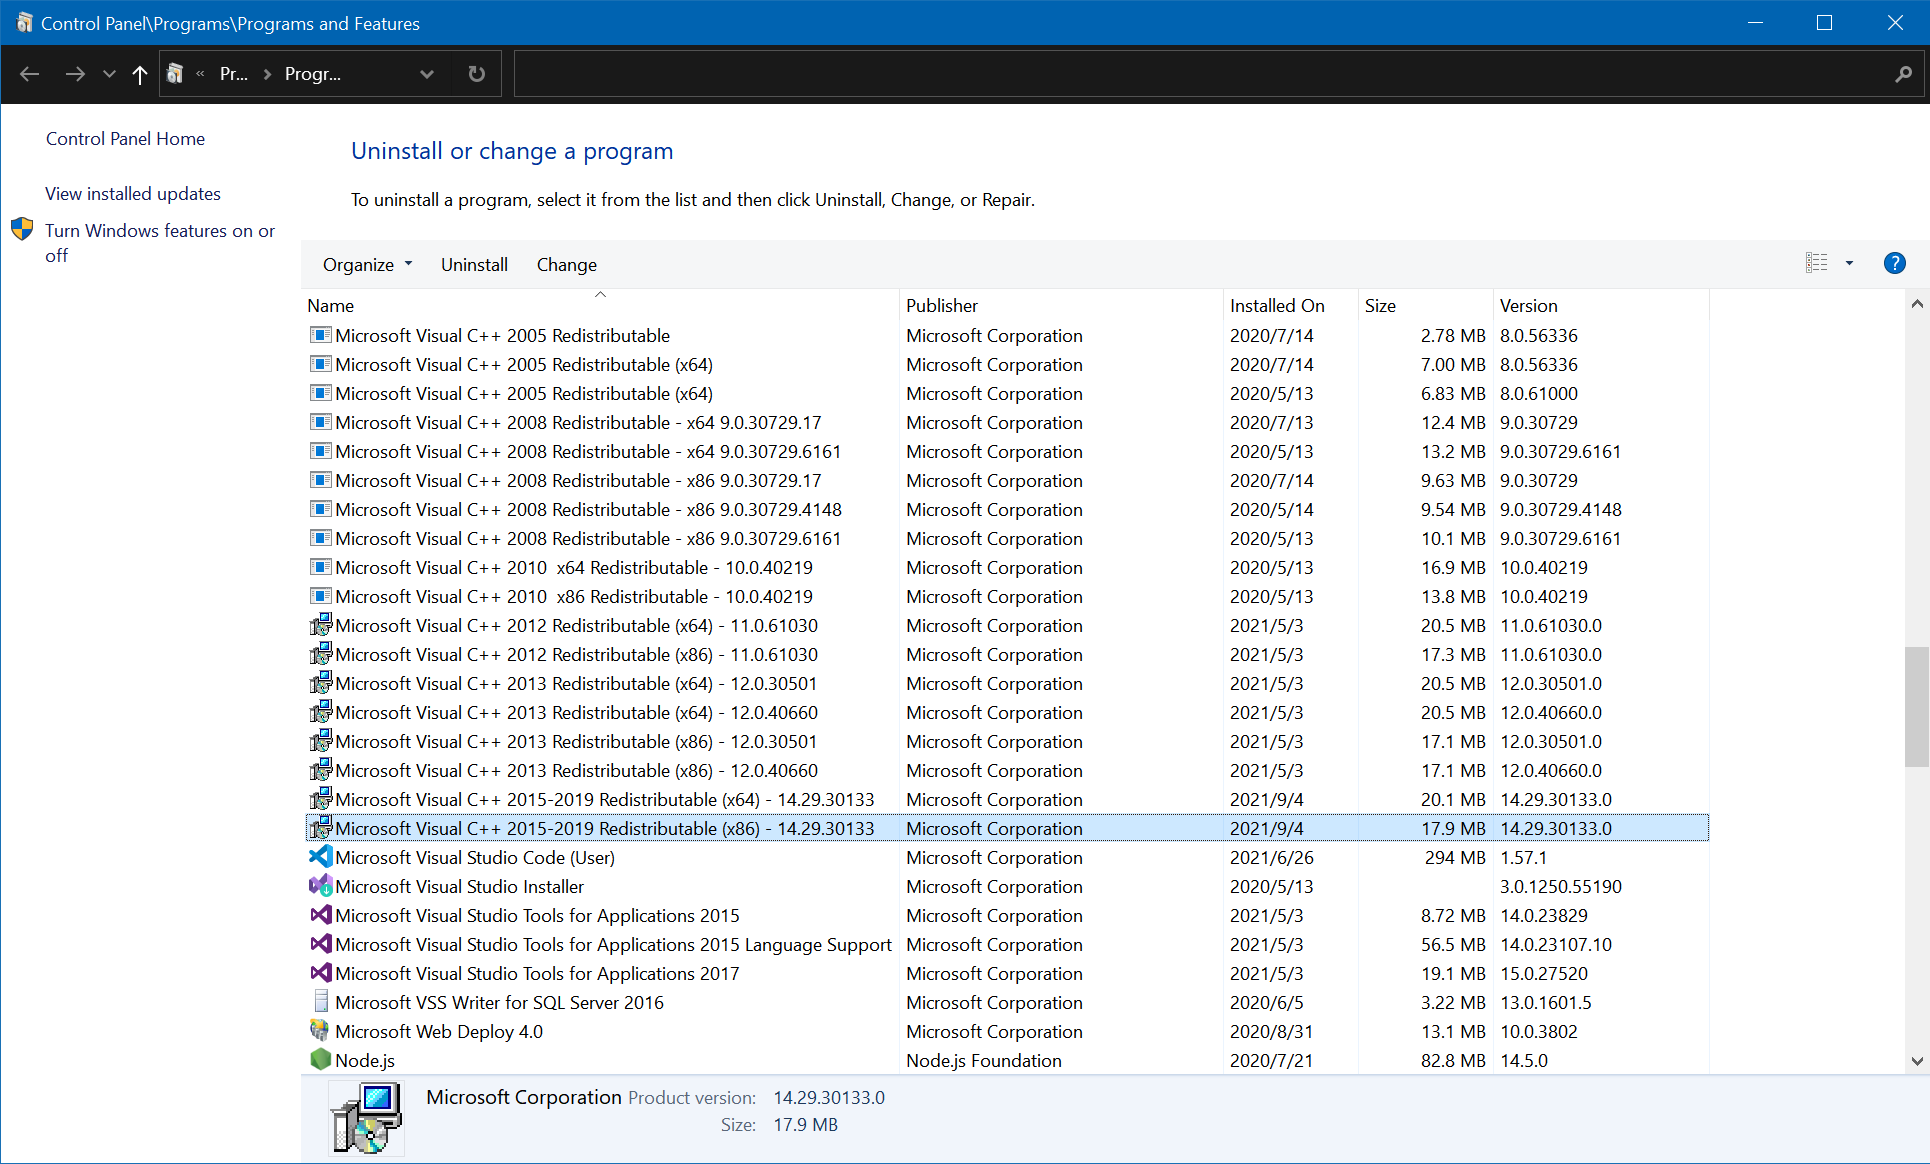 Control Panel\Programs\Programs and Features
« Pr... › Progr...
Control Panel Home
View installed updates
Turn Windows features on or
off
Uninstall or change a program
To uninstall a program, select it from the list and then click Uninstall, Change, or Repair.
Organize Uninstall Change ?
Name Publisher Installed On Size Version
Microsoft Visual C++ 2005 Redistributable Microsoft Corporation 2020/7/14 2.78 MB 8.0.56336
Microsoft Visual C++ 2005 Redistributable (x64) Microsoft Corporation 2020/7/14 7.00 MB 8.0.56336
Microsoft Visual C++ 2005 Redistributable (x64) Microsoft Corporation 2020/5/13 6.83 MB 8.0.61000
Microsoft Visual C++ 2008 Redistributable - x64 9.0.30729.17 Microsoft Corporation 2020/7/13 12.4 MB 9.0.30729
Microsoft Visual C++ 2008 Redistributable - x64 9.0.30729.6161 Microsoft Corporation 2020/5/13 13.2 MB 9.0.30729.6161
Microsoft Visual C++ 2008 Redistributable - x86 9.0.30729.17 Microsoft Corporation 2020/7/14 9.63 MB 9.0.30729
Microsoft Visual C++ 2008 Redistributable - x86 9.0.30729.4148 Microsoft Corporation 2020/5/14 9.54 MB 9.0.30729.4148
Microsoft Visual C++ 2008 Redistributable - x86 9.0.30729.6161 Microsoft Corporation 2020/5/13 10.1 MB 9.0.30729.6161
Microsoft Visual C++ 2010  x64 Redistributable - 10.0.40219 Microsoft Corporation 2020/5/13 16.9 MB 10.0.40219
Microsoft Visual C++ 2010  x86 Redistributable - 10.0.40219 Microsoft Corporation 2020/5/13 13.8 MB 10.0.40219
Microsoft Visual C++ 2012 Redistributable (x64) - 11.0.61030 Microsoft Corporation 2021/5/3 20.5 MB 11.0.61030.0
Microsoft Visual C++ 2012 Redistributable (x86) - 11.0.61030 Microsoft Corporation 2021/5/3 17.3 MB 11.0.61030.0
Microsoft Visual C++ 2013 Redistributable (x64) - 12.0.30501 Microsoft Corporation 2021/5/3 20.5 MB 12.0.30501.0
Microsoft Visual C++ 2013 Redistributable (x64) - 12.0.40660 Microsoft Corporation 2021/5/3 20.5 MB 12.0.40660.0
Microsoft Visual C++ 2013 Redistributable (x86) - 12.0.30501 Microsoft Corporation 2021/5/3 17.1 MB 12.0.30501.0
Microsoft Visual C++ 2013 Redistributable (x86) - 12.0.40660 Microsoft Corporation 2021/5/3 17.1 MB 12.0.40660.0
Microsoft Visual C++ 2015-2019 Redistributable (x64) - 14.29.30133 Microsoft Corporation 2021/9/4 20.1 MB 14.29.30133.0
Microsoft Visual C++ 2015-2019 Redistributable (x86) - 14.29.30133 Microsoft Corporation 2021/9/4 17.9 MB 14.29.30133.0
Microsoft Visual Studio Code (User) Microsoft Corporation 2021/6/26 294 MB 1.57.1
Microsoft Visual Studio Installer Microsoft Corporation 2020/5/13 3.0.1250.55190
Microsoft Visual Studio Tools for Applications 2015 Microsoft Corporation 2021/5/3 8.72 MB 14.0.23829
Microsoft Visual Studio Tools for Applications 2015 Language Support Microsoft Corporation 2021/5/3 56.5 MB 14.0.23107.10
Microsoft Visual Studio Tools for Applications 2017 Microsoft Corporation 2021/5/3 19.1 MB 15.0.27520
Microsoft VSS Writer for SQL Server 2016 Microsoft Corporation 2020/6/5 3.22 MB 13.0.1601.5
Microsoft Web Deploy 4.0 Microsoft Corporation 2020/8/31 13.1 MB 10.0.3802
Node.js Node.js Foundation 2020/7/21 82.8 MB 14.5.0
Microsoft Corporation Product version: 14.29.30133.0
Size: 17.9 MB